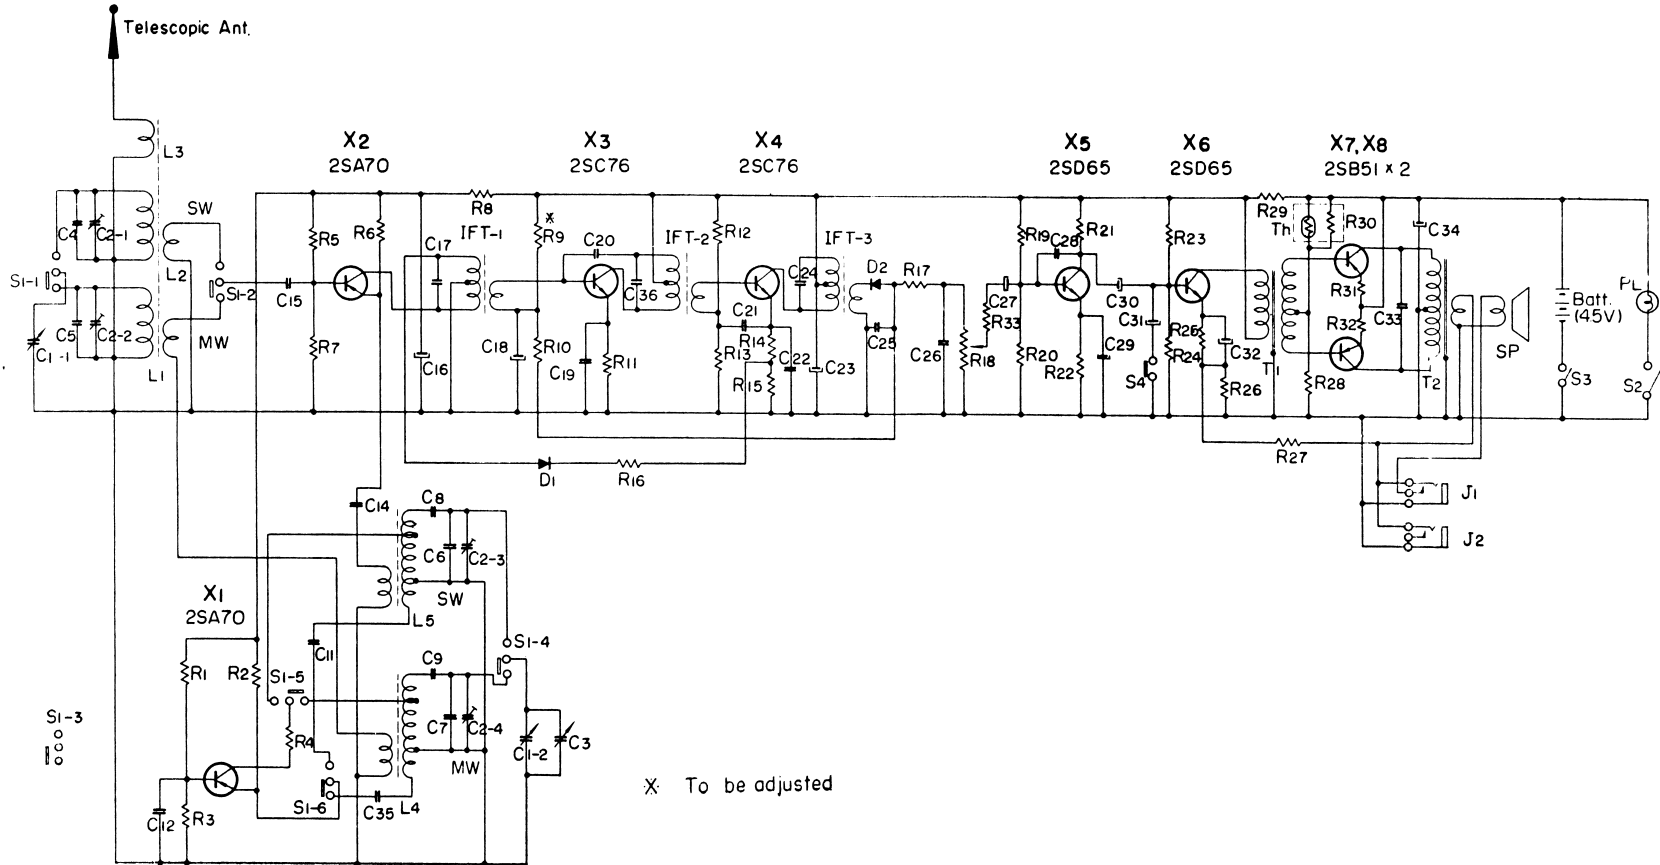 Telescopic Ant.
L3
X2
2SA70
X3
2SC76
X4
2SC76
X5
2SD65
X6
2SD65
X7, X8
2SB51 x 2
SW
C4
C2-1
L2
S1-1
S1-2
C15
C5
C2-2
MW
C1-1
L1
R5
R6
R7
C17
R8
IFT-1
*
R9
C20
IFT-2
R12
IFT-3
C36
C24
D2
R17
C16
C18
R10
C19
R11
C21
R13
R14
R15
C22
C23
C25
C26
R18
C27
R33
R19
C28
R21
R20
R22
C29
C30
C31
S4
R23
R25
R24
C32
R26
T1
R29
Th
R30
R31
R32
R28
C33
C34
T2
SP
Batt.
(45V)
PL
S3
S2
D1
R16
R27
J1
J2
C14
C8
C6
C2-3
SW
L5
X1
2SA70
C11
S1-4
R1
R2
S1-5
C9
C7
C2-4
MW
C1-2
C3
S1-3
R4
S1-6
C35
L4
C12
R3
* To be adjusted